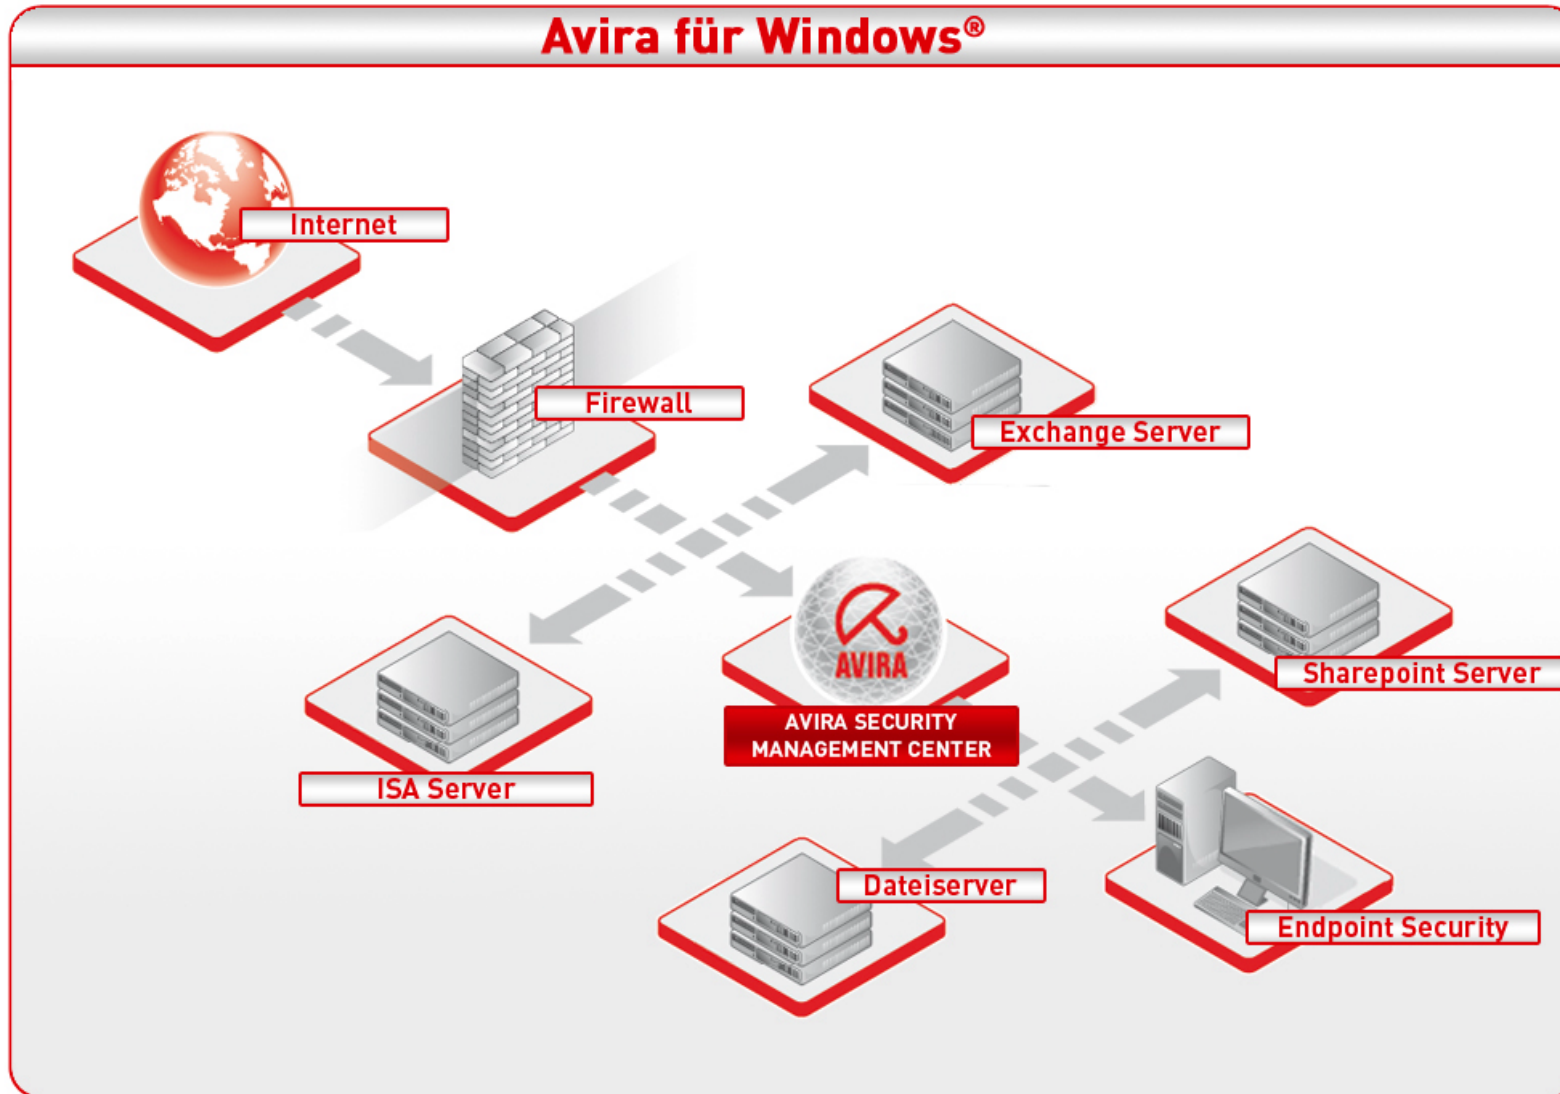 Avira für Windows®
Internet
Firewall
Exchange Server
AVIRA
Sharepoint Server
AVIRA SECURITY
MANAGEMENT CENTER
ISA Server
Dateiserver
Endpoint Security